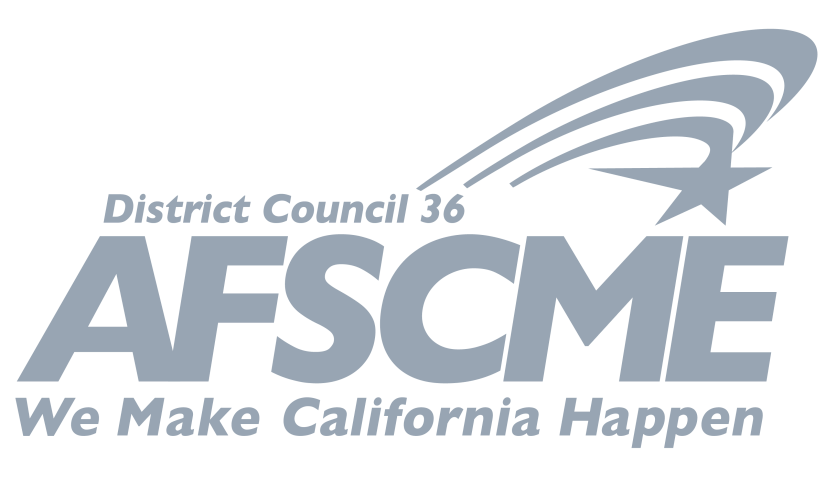 District Council 36
AFSCME
We Make California Happen